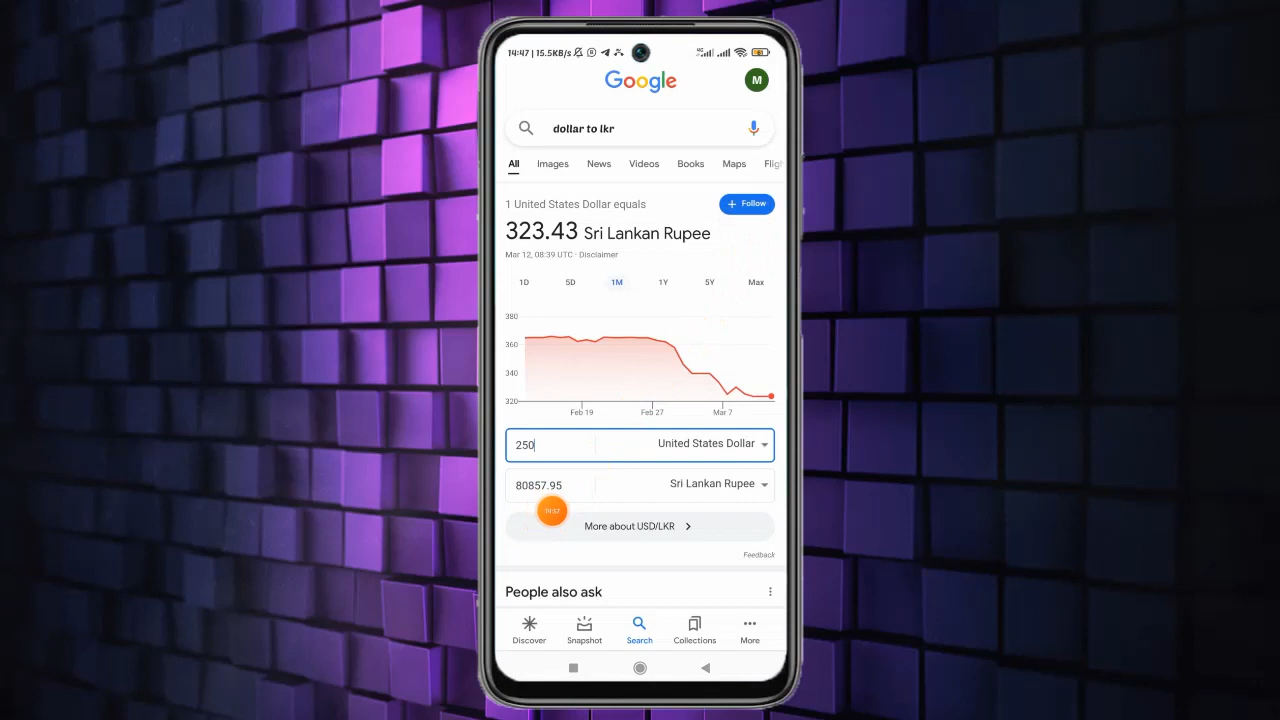 14:47 | 15.5KB/s
Google
M
dollar to lkr
All Images News Videos Books Maps Fligh
1 United States Dollar equals
+ Follow
323.43 Sri Lankan Rupee
Mar 12, 08:39 UTC · Disclaimer
1D 5D 1M 1Y 5Y Max
380
360
340
320
Feb 19 Feb 27 Mar 7
250 United States Dollar
80857.95 Sri Lankan Rupee
More about USD/LKR
Feedback
People also ask
Discover Snapshot Search Collections More